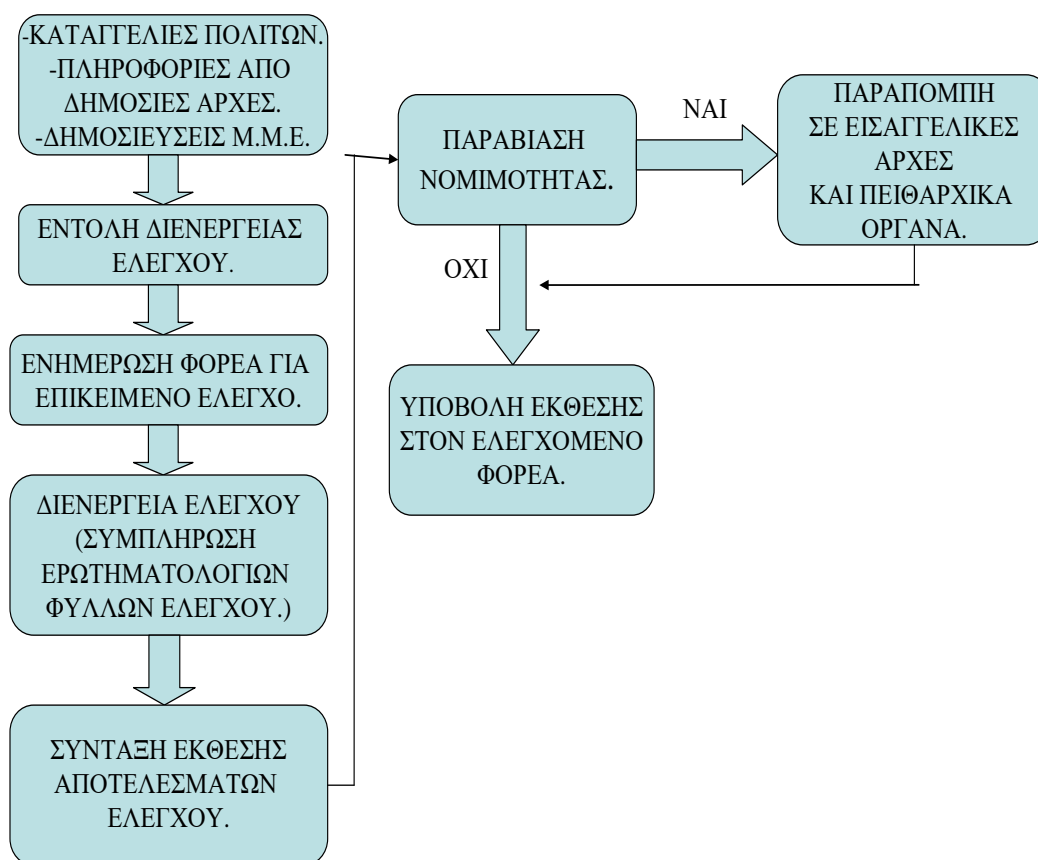 -ΚΑΤΑΓΓΕΛΙΕΣ ΠΟΛΙΤΩΝ.
-ΠΛΗΡΟΦΟΡΙΕΣ ΑΠΟ
ΔΗΜΟΣΙΕΣ ΑΡΧΕΣ.
-ΔΗΜΟΣΙΕΥΣΕΙΣ Μ.Μ.Ε.
ΕΝΤΟΛΗ ΔΙΕΝΕΡΓΕΙΑΣ
ΕΛΕΓΧΟΥ.
ΕΝΗΜΕΡΩΣΗ ΦΟΡΕΑ ΓΙΑ
ΕΠΙΚΕΙΜΕΝΟ ΕΛΕΓΧΟ.
ΔΙΕΝΕΡΓΕΙΑ ΕΛΕΓΧΟΥ
(ΣΥΜΠΛΗΡΩΣΗ
ΕΡΩΤΗΜΑΤΟΛΟΓΙΩΝ
ΦΥΛΛΩΝ ΕΛΕΓΧΟΥ.)
ΣΥΝΤΑΞΗ ΕΚΘΕΣΗΣ
ΑΠΟΤΕΛΕΣΜΑΤΩΝ
ΕΛΕΓΧΟΥ.
ΠΑΡΑΒΙΑΣΗ
ΝΟΜΙΜΟΤΗΤΑΣ.
ΝΑΙ
ΠΑΡΑΠΟΜΠΗ
ΣΕ ΕΙΣΑΓΓΕΛΙΚΕΣ
ΑΡΧΕΣ
ΚΑΙ ΠΕΙΘΑΡΧΙΚΑ
ΟΡΓΑΝΑ.
ΟΧΙ
ΥΠΟΒΟΛΗ ΕΚΘΕΣΗΣ
ΣΤΟΝ ΕΛΕΓΧΟΜΕΝΟ
ΦΟΡΕΑ.